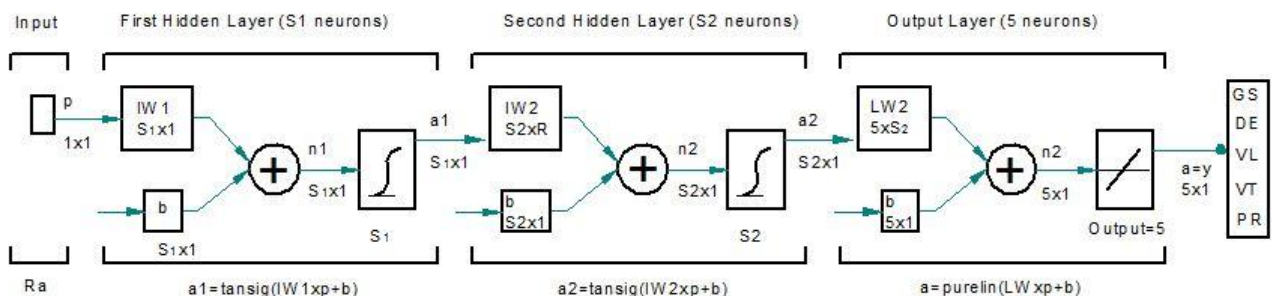 Input
First Hidden Layer (S1 neurons)
Second Hidden Layer (S2 neurons)
Output Layer (5 neurons)
p
1x1
IW1
S1x1
b
S1x1
+
n1
S1x1
S1
a1
S1x1
IW2
S2xR
b
S2x1
+
n2
S2x1
S2
a2
S2x1
LW2
5xS2
b
5x1
+
n2
5x1
Output=5
a=y
5x1
GS
DE
VL
VT
PR
Ra
a1=tansig(IW1xp+b)
a2=tansig(IW2xp+b)
a=purelin(LWxp+b)